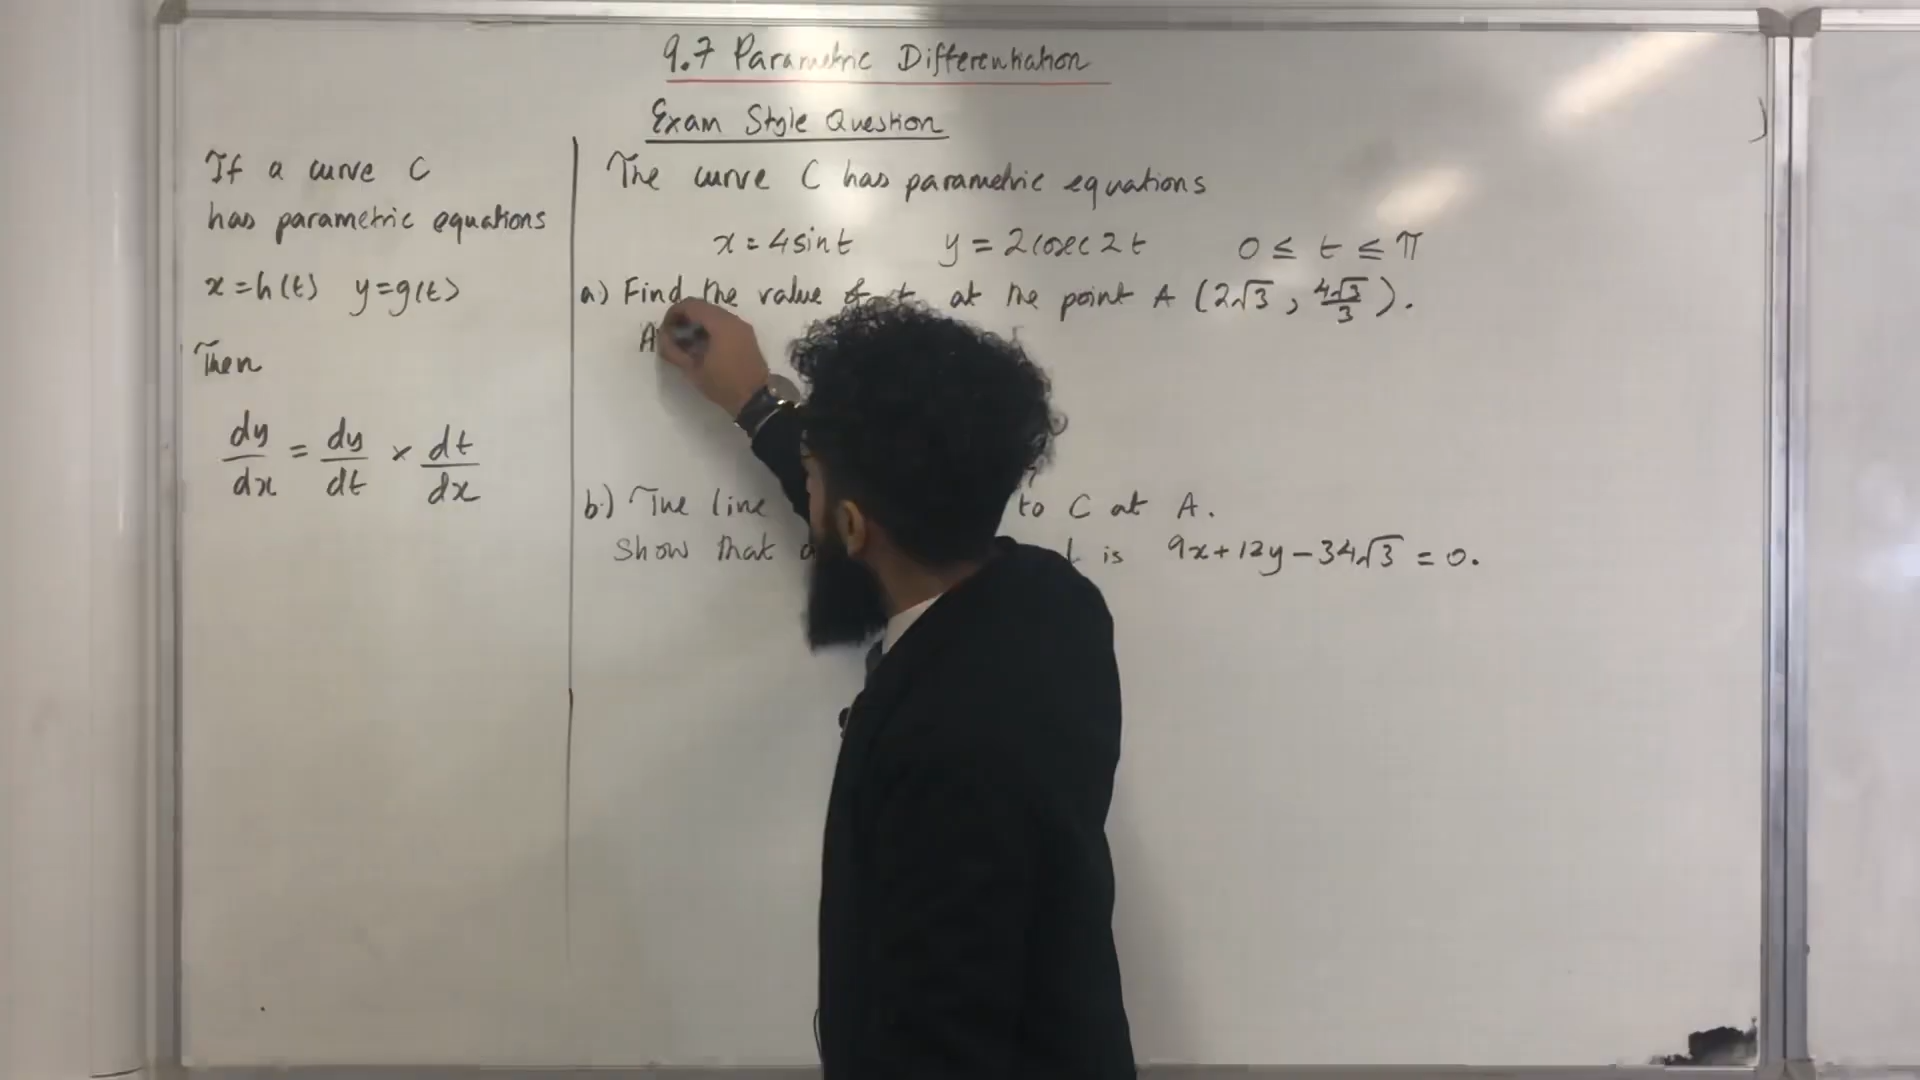 9.7 Parametric Differentiation
Exam Style Question
If a curve C
has parametric equations
x = h(t) y = g(t)
Then
dy/dx = dy/dt × dt/dx
The curve C has parametric equations
x = 4sint y = 2cosec2t 0 ≤ t ≤ π
a) Find the value of t at the point A (2√3, 4√3/3).
A
b) The line to C at A.
Show that is 9x+12y-34√3 = 0.